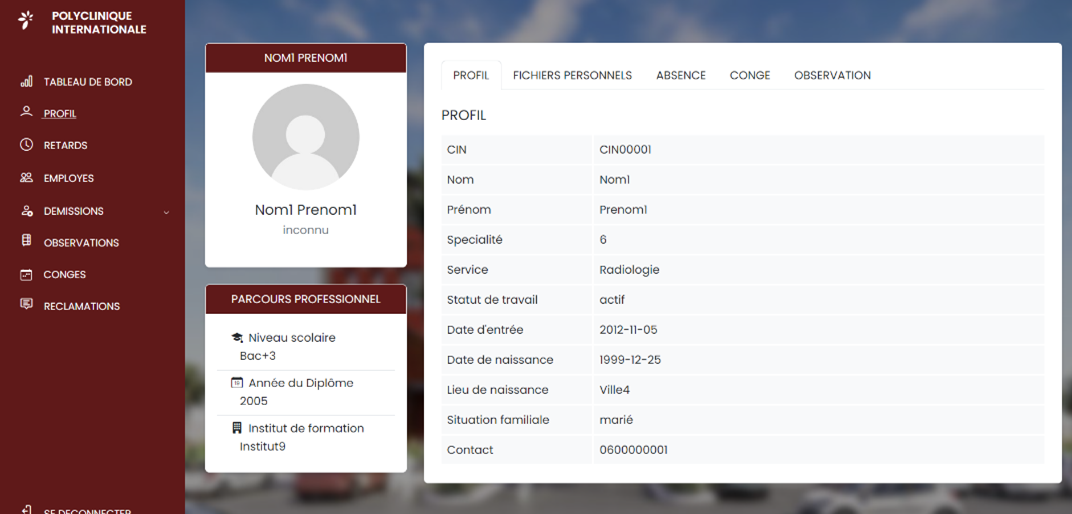 POLYCLINIQUE
INTERNATIONALE
TABLEAU DE BORD
PROFIL
RETARDS
EMPLOYES
DEMISSIONS
OBSERVATIONS
CONGES
RECLAMATIONS
SE DECONNECTER
NOM1 PRENOM1
Nom1 Prenom1
inconnu
PARCOURS PROFESSIONNEL
Niveau scolaire
Bac+3
Année du Diplôme
2005
Institut de formation
Institut9
PROFIL FICHIERS PERSONNELS ABSENCE CONGE OBSERVATION
PROFIL
CIN CIN00001
Nom Nom1
Prénom Prenom1
Specialité 6
Service Radiologie
Statut de travail actif
Date d'entrée 2012-11-05
Date de naissance 1999-12-25
Lieu de naissance Ville4
Situation familiale marié
Contact 0600000001